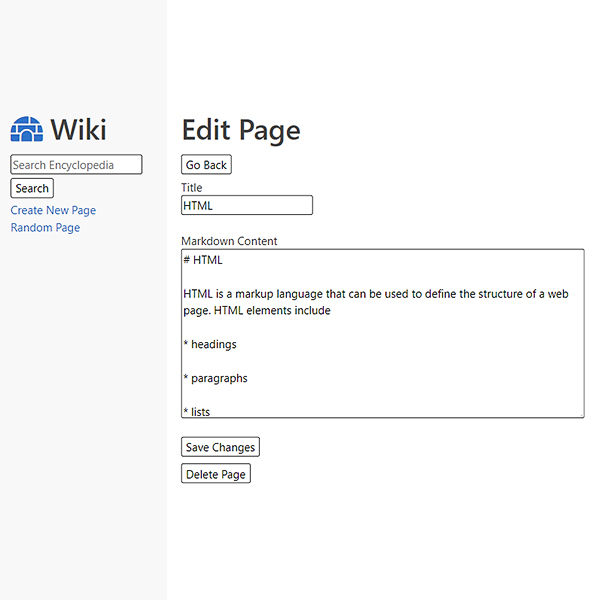 Wiki
Search Encyclopedia
Search
Create New Page
Random Page
Edit Page
Go Back
Title
HTML
Markdown Content
# HTML
HTML is a markup language that can be used to define the structure of a web
page. HTML elements include
* headings
* paragraphs
* lists
Save Changes
Delete Page